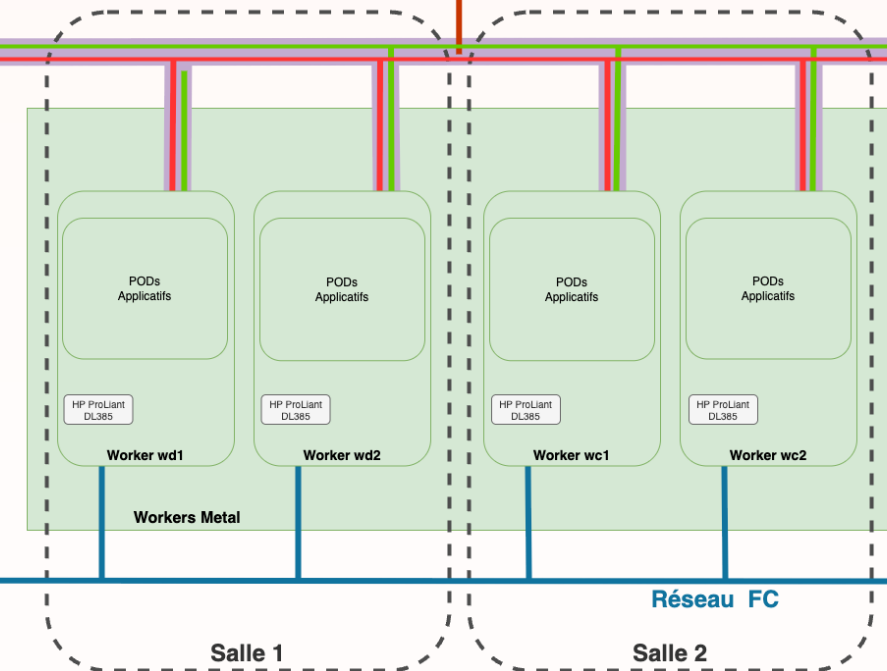 PODs
Applicatifs
PODs
Applicatifs
PODs
Applicatifs
PODs
Applicatifs
HP ProLiant
DL385
HP ProLiant
DL385
HP ProLiant
DL385
HP ProLiant
DL385
Worker wd1
Worker wd2
Worker wc1
Worker wc2
Workers Metal
Réseau FC
Salle 1
Salle 2